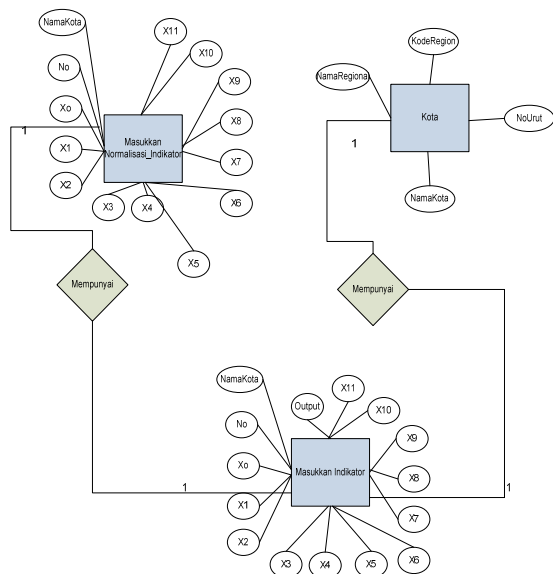 NamaKota
No
Xo
X1
X2
X11
X10
X9
X8
X7
X6
X3
X4
X5
Masukkan
Normalisasi_Indikator
1
Mempunyai
KodeRegion
NamaRegional
Kota
NoUrut
NamaKota
1
Mempunyai
NamaKota
Output
X11
X10
No
X9
Xo
X8
Masukkan Indikator
X1
X7
X2
X6
X3
X4
X5
1
1